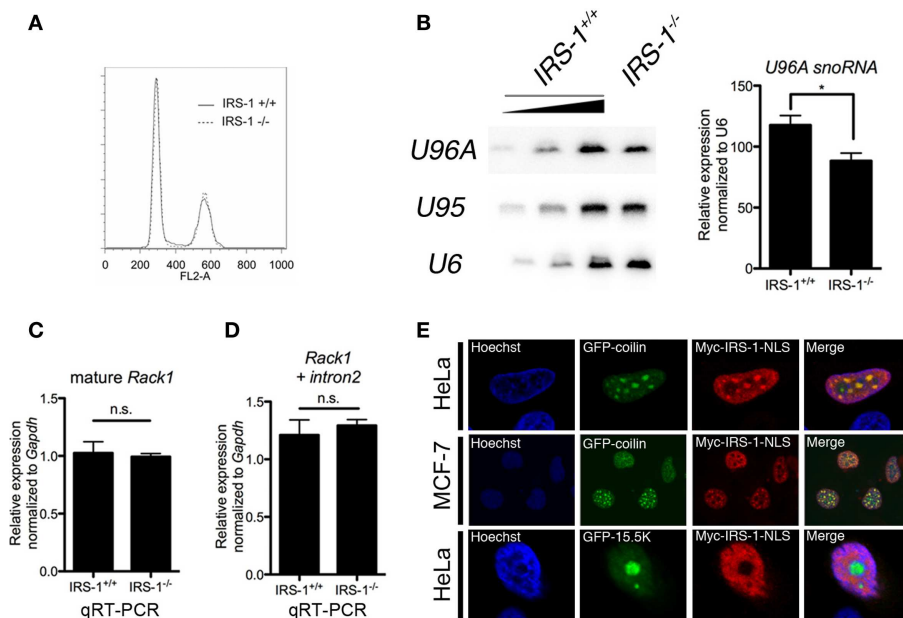 A
IRS-1 +/+
IRS-1 -/-
0 200 400 600 800 1000
FL2-A
B
IRS-1+/+
IRS-1-/-
U96A
U95
U6
U96A snoRNA
*
Relative expression
normalized to U6
150
100
50
0
IRS-1+/+ IRS-1-/-
C
mature Rack1
n.s.
Relative expression
normalized to Gapdh
1.5
1.0
0.5
0.0
IRS-1+/+ IRS-1-/-
qRT-PCR
D
Rack1
+ intron2
n.s.
Relative expression
normalized to Gapdh
1.5
1.0
0.5
0.0
IRS-1+/+ IRS-1-/-
qRT-PCR
E
HeLa
Hoechst GFP-coilin Myc-IRS-1-NLS Merge
MCF-7
Hoechst GFP-coilin Myc-IRS-1-NLS Merge
HeLa
Hoechst GFP-15.5K Myc-IRS-1-NLS Merge